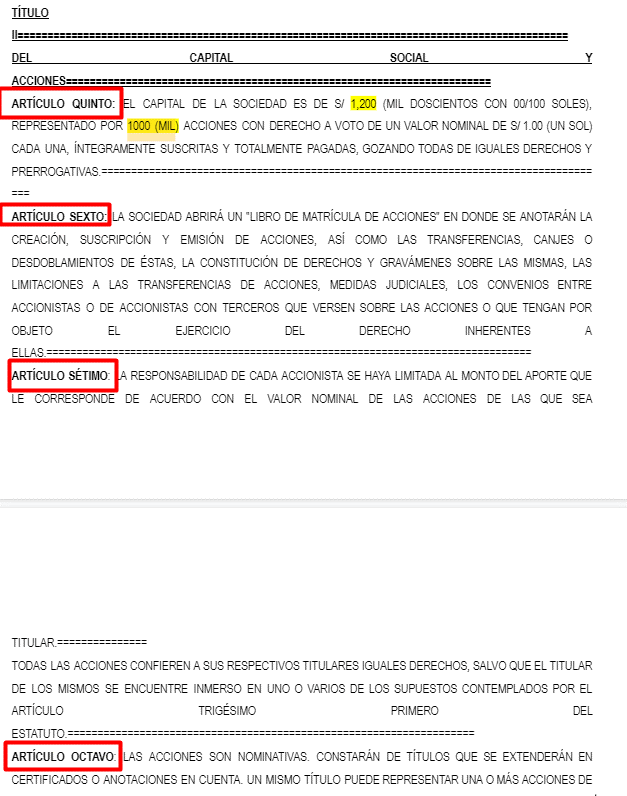 TÍTULO
II==============================================================================================
DEL CAPITAL SOCIAL Y
ACCIONES=======================================================================
ARTÍCULO QUINTO: EL CAPITAL DE LA SOCIEDAD ES DE S/ 1,200 (MIL DOSCIENTOS CON 00/100 SOLES),
REPRESENTADO POR 1000 (MIL) ACCIONES CON DERECHO A VOTO DE UN VALOR NOMINAL DE S/ 1.00 (UN SOL)
CADA UNA, ÍNTEGRAMENTE SUSCRITAS Y TOTALMENTE PAGADAS, GOZANDO TODAS DE IGUALES DERECHOS Y
PRERROGATIVAS.==================================================================================
===
ARTÍCULO SEXTO: LA SOCIEDAD ABRIRÁ UN "LIBRO DE MATRÍCULA DE ACCIONES" EN DONDE SE ANOTARÁN LA
CREACIÓN, SUSCRIPCIÓN Y EMISIÓN DE ACCIONES, ASÍ COMO LAS TRANSFERENCIAS, CANJES O
DESDOBLAMIENTOS DE ÉSTAS, LA CONSTITUCIÓN DE DERECHOS Y GRAVÁMENES SOBRE LAS MISMAS, LAS
LIMITACIONES A LAS TRANSFERENCIAS DE ACCIONES, MEDIDAS JUDICIALES, LOS CONVENIOS ENTRE
ACCIONISTAS O DE ACCIONISTAS CON TERCEROS QUE VERSEN SOBRE LAS ACCIONES O QUE TENGAN POR
OBJETO EL EJERCICIO DEL DERECHO INHERENTES A
ELLAS.=================================================================================
ARTÍCULO SÉTIMO: LA RESPONSABILIDAD DE CADA ACCIONISTA SE HAYA LIMITADA AL MONTO DEL APORTE QUE
LE CORRESPONDE DE ACUERDO CON EL VALOR NOMINAL DE LAS ACCIONES DE LAS QUE SEA
TITULAR.===============
TODAS LAS ACCIONES CONFIEREN A SUS RESPECTIVOS TITULARES IGUALES DERECHOS, SALVO QUE EL TITULAR
DE LOS MISMOS SE ENCUENTRE INMERSO EN UNO O VARIOS DE LOS SUPUESTOS CONTEMPLADOS POR EL
ARTÍCULO TRIGÉSIMO PRIMERO DEL
ESTATUTO.====================================================================
ARTÍCULO OCTAVO: LAS ACCIONES SON NOMINATIVAS. CONSTARÁN DE TÍTULOS QUE SE EXTENDERÁN EN
CERTIFICADOS O ANOTACIONES EN CUENTA. UN MISMO TÍTULO PUEDE REPRESENTAR UNA O MÁS ACCIONES DE